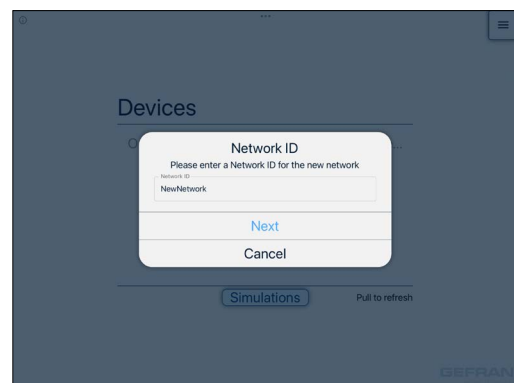 Devices
Network ID
Please enter a Network ID for the new network
Network ID
NewNetwork
Next
Cancel
Simulations
Pull to refresh
GEFRAN